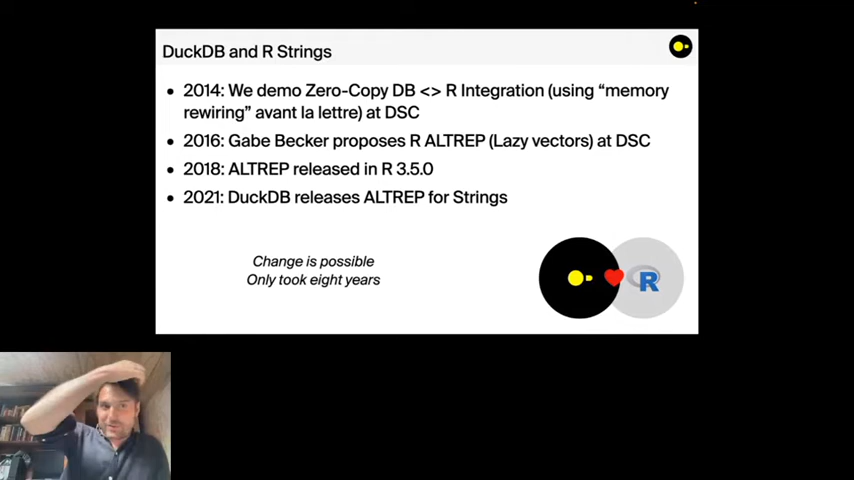 DuckDB and R Strings
• 2014: We demo Zero-Copy DB <> R Integration (using “memory
rewiring” avant la lettre) at DSC
• 2016: Gabe Becker proposes R ALTREP (Lazy vectors) at DSC
• 2018: ALTREP released in R 3.5.0
• 2021: DuckDB releases ALTREP for Strings
Change is possible
Only took eight years
R